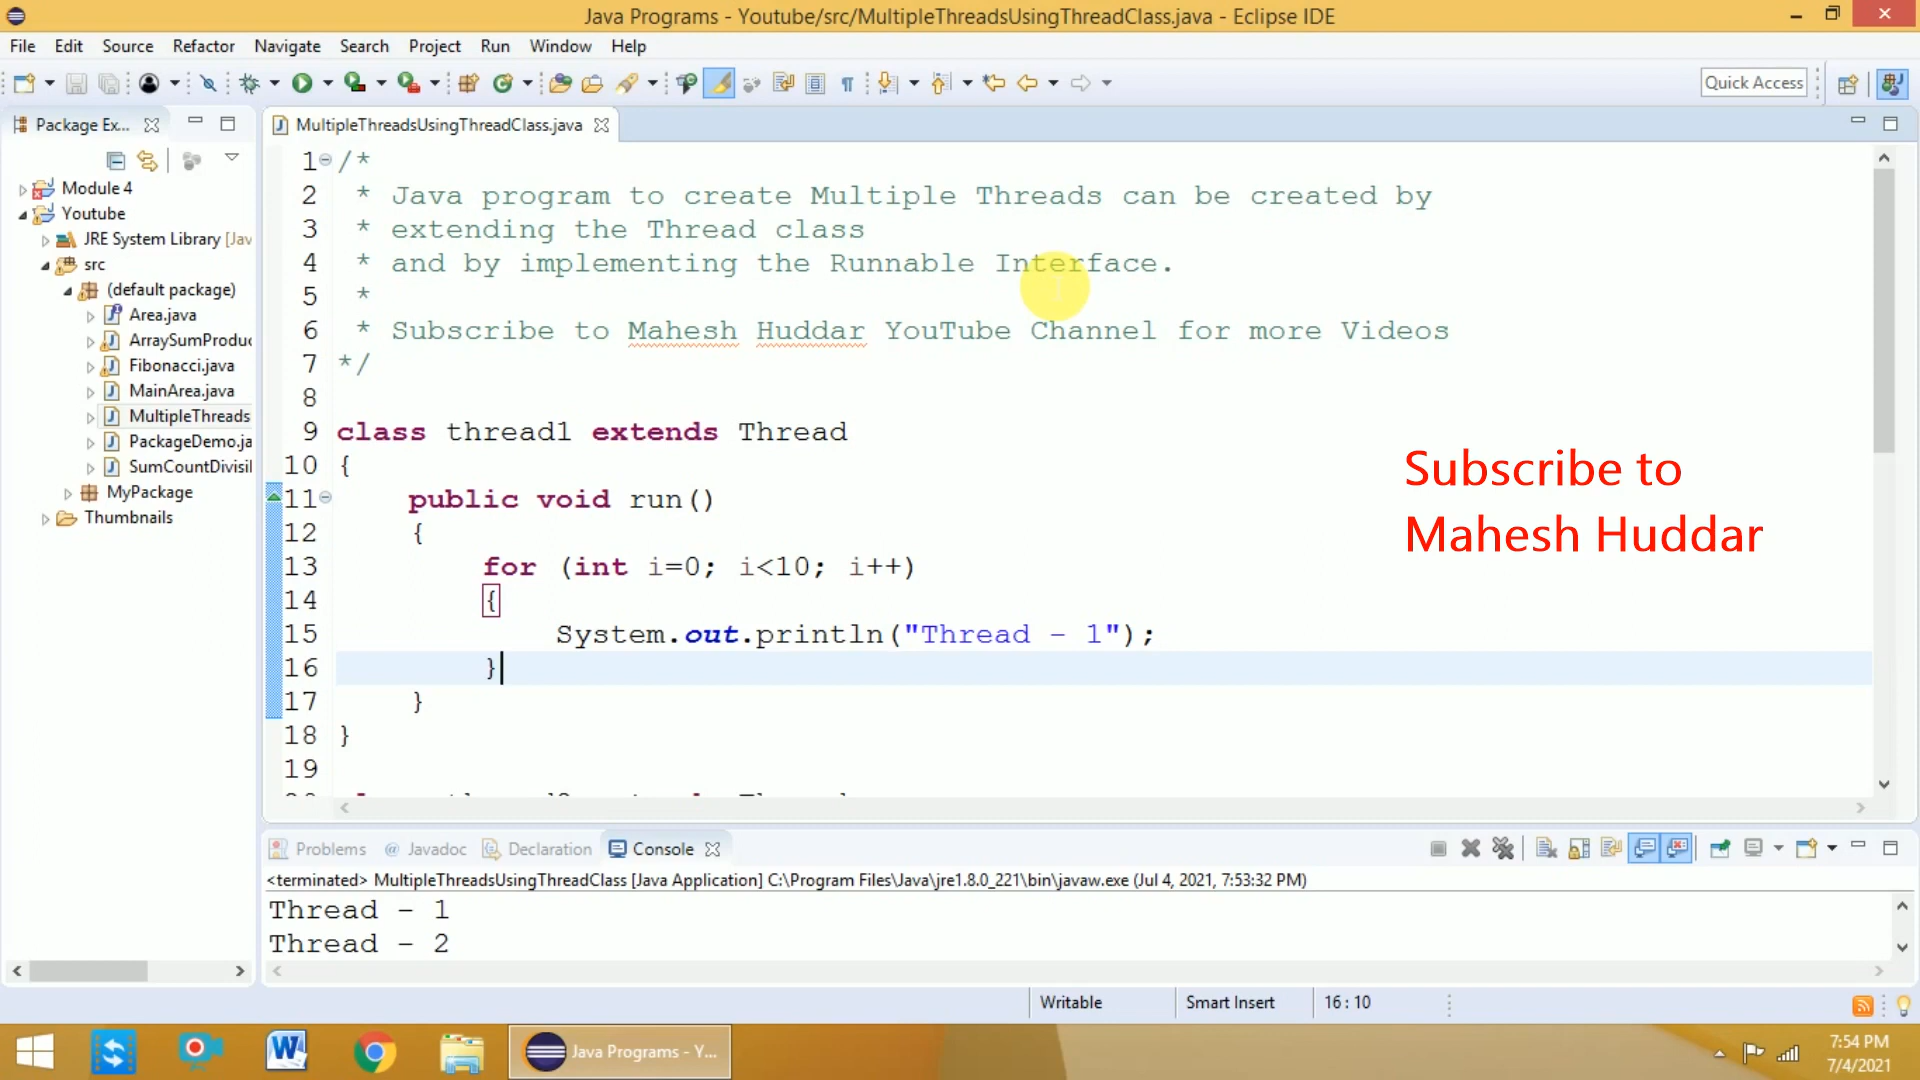 Java Programs - Youtube/src/MultipleThreadsUsingThreadClass.java - Eclipse IDE
File Edit Source Refactor Navigate Search Project Run Window Help
Quick Access
Package Ex...
MultipleThreadsUsingThreadClass.java
Module 4
Youtube
JRE System Library [Jav
src
(default package)
Area.java
ArraySumProduc
Fibonacci.java
MainArea.java
MultipleThreads
PackageDemo.ja
SumCountDivisil
MyPackage
Thumbnails
1 /*
2 * Java program to create Multiple Threads can be created by
3 * extending the Thread class
4 * and by implementing the Runnable Interface.
5 *
6 * Subscribe to Mahesh Huddar YouTube Channel for more Videos
7 */
8
9 class thread1 extends Thread
10 {
11 public void run()
12 {
13 for (int i=0; i<10; i++)
14 {
15 System.out.println("Thread - 1");
16 }
17 }
18 }
19
Subscribe to
Mahesh Huddar
Problems @ Javadoc Declaration Console
<terminated> MultipleThreadsUsingThreadClass [Java Application] C:\Program Files\Java\jre1.8.0_221\bin\javaw.exe (Jul 4, 2021, 7:53:32 PM)
Thread - 1
Thread - 2
Writable Smart Insert 16 : 10
Java Programs - Y...
7:54 PM
7/4/2021